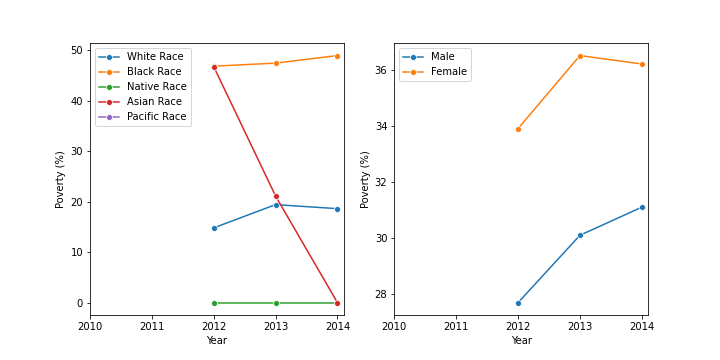 Poverty (%)
50
40
30
20
10
0
White Race
Black Race
Native Race
Asian Race
Pacific Race
2010 2011 2012 2013 2014
Year
Poverty (%)
36
34
32
30
28
Male
Female
2010 2011 2012 2013 2014
Year